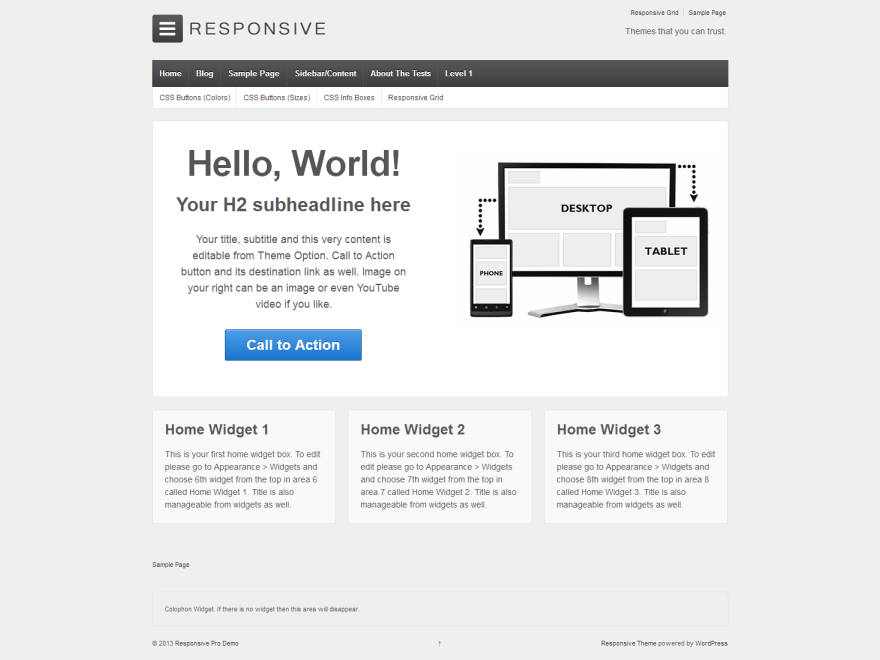 Responsive Grid Sample Page
RESPONSIVE
Themes that you can trust.
Home Blog Sample Page Sidebar/Content About The Tests Level 1
CSS Buttons (Colors) CSS Buttons (Sizes) CSS Info Boxes Responsive Grid
Hello, World!
Your H2 subheadline here
Your title, subtitle and this very content is
editable from Theme Option. Call to Action
button and its destination link as well. Image on
your right can be an image or even YouTube
video if you like.
Call to Action
DESKTOP
TABLET
PHONE
Home Widget 1
This is your first home widget box. To edit
please go to Appearance > Widgets and
choose 6th widget from the top in area 6
called Home Widget 1. Title is also
manageable from widgets as well.
Home Widget 2
This is your second home widget box. To
edit please go to Appearance > Widgets
and choose 7th widget from the top in
area 7 called Home Widget 2. Title is also
manageable from widgets as well.
Home Widget 3
This is your third home widget box. To edit
please go to Appearance > Widgets and
choose 8th widget from the top in area 8
called Home Widget 3. Title is also
manageable from widgets as well.
Sample Page
Colophon Widget. If there is no widget then this area will disappear.
© 2013 Responsive Pro Demo ↑ Responsive Theme powered by WordPress